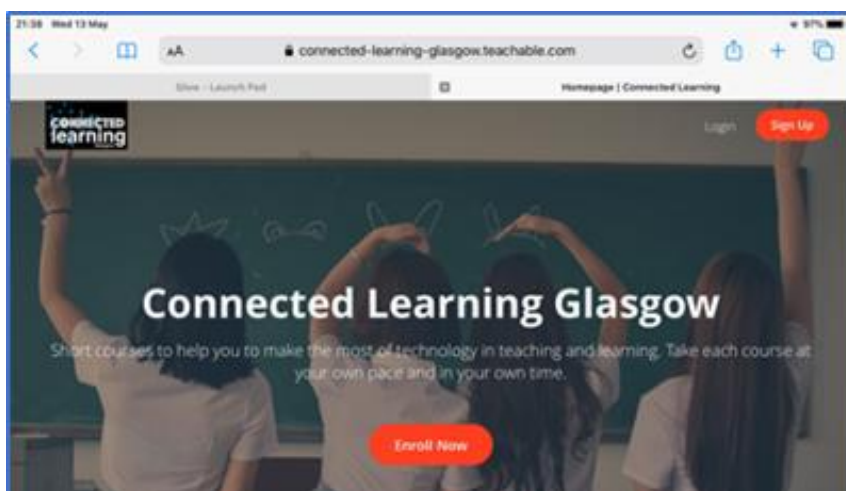 21:38 Wed 13 May
97%
AA
connected-learning-glasgow.teachable.com
Launch Pad
Homepage | Connected Learning
CONNECTED
learning
Login
Sign Up
Connected Learning Glasgow
Short courses to help you to make the most of technology in teaching and learning. Take each course at
your own pace and in your own time.
Enroll Now